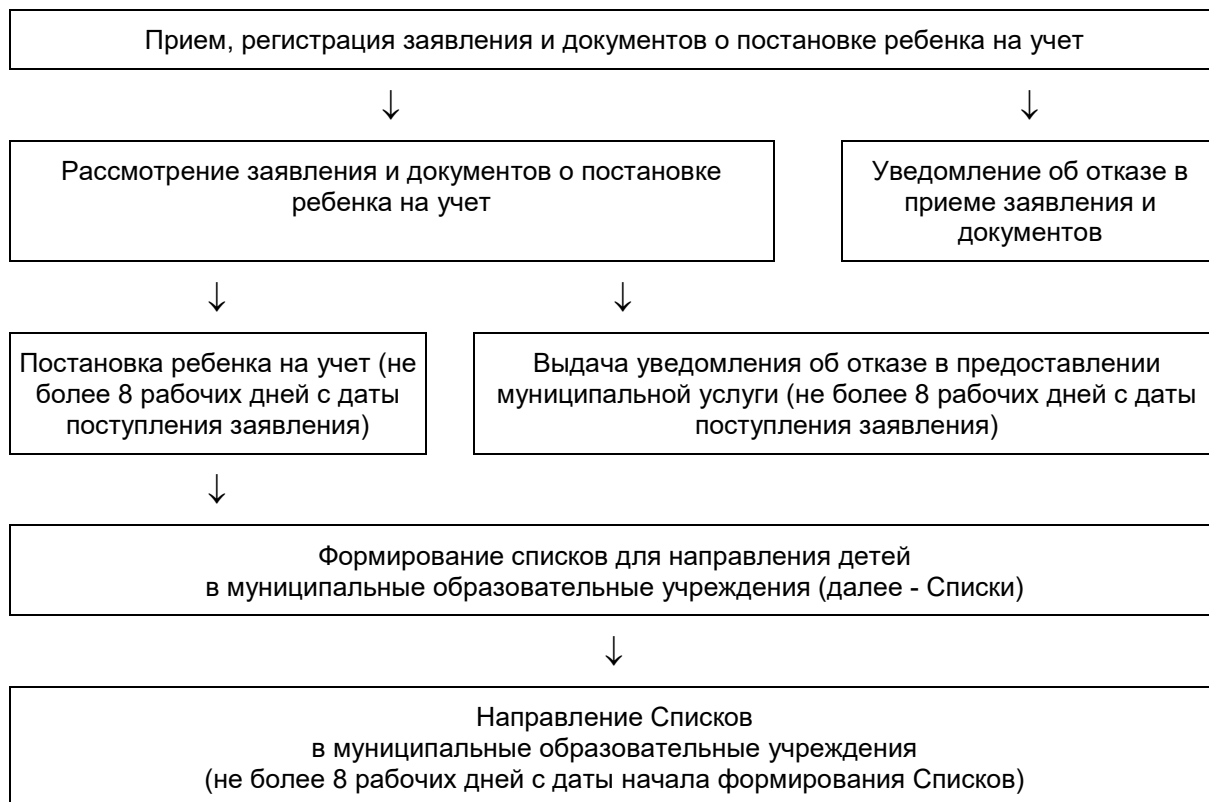 Прием, регистрация заявления и документов о постановке ребенка на учет
↓ ↓
Рассмотрение заявления и документов о постановке
ребенка на учет
Уведомление об отказе в
приеме заявления и
документов
↓ ↓
Постановка ребенка на учет (не
более 8 рабочих дней с даты
поступления заявления)
Выдача уведомления об отказе в предоставлении
муниципальной услуги (не более 8 рабочих дней с даты
поступления заявления)
↓
Формирование списков для направления детей
в муниципальные образовательные учреждения (далее - Списки)
↓
Направление Списков
в муниципальные образовательные учреждения
(не более 8 рабочих дней с даты начала формирования Списков)